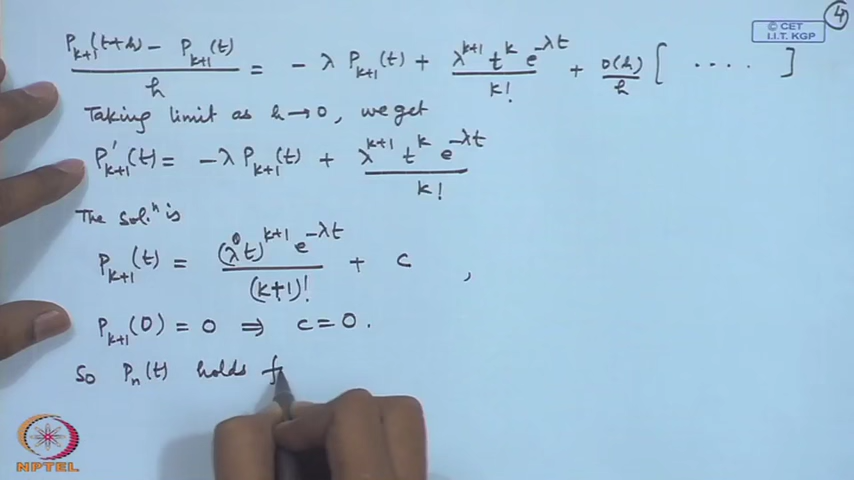 4
© CET
I.I.T. KGP
(P_{k+1}(t+h) − P_{k+1}(t))/h = − λ P_{k+1}(t) + (λ^{k+1} t^k e^{−λt})/k! + (o(h)/h) [ .... ]
Taking limit as h → 0, we get
P'_{k+1}(t) = −λ P_{k+1}(t) + (λ^{k+1} t^k e^{−λt})/k!
The sol.ⁿ is
P_{k+1}(t) = ((λt)^{k+1} e^{−λt})/(k+1)! + c ,
P_{k+1}(0) = 0 ⇒ c = 0.
So P_n(t) holds f
NPTEL